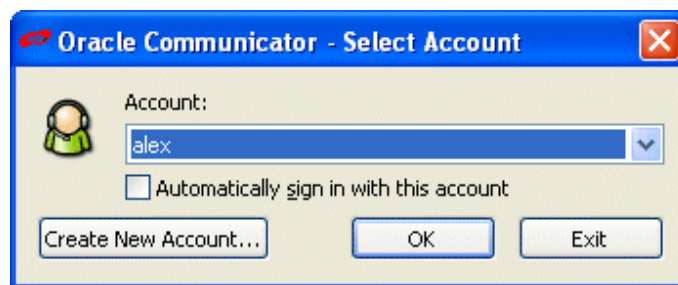 Oracle Communicator - Select Account
Account:
alex
Automatically sign in with this account
Create New Account... OK Exit